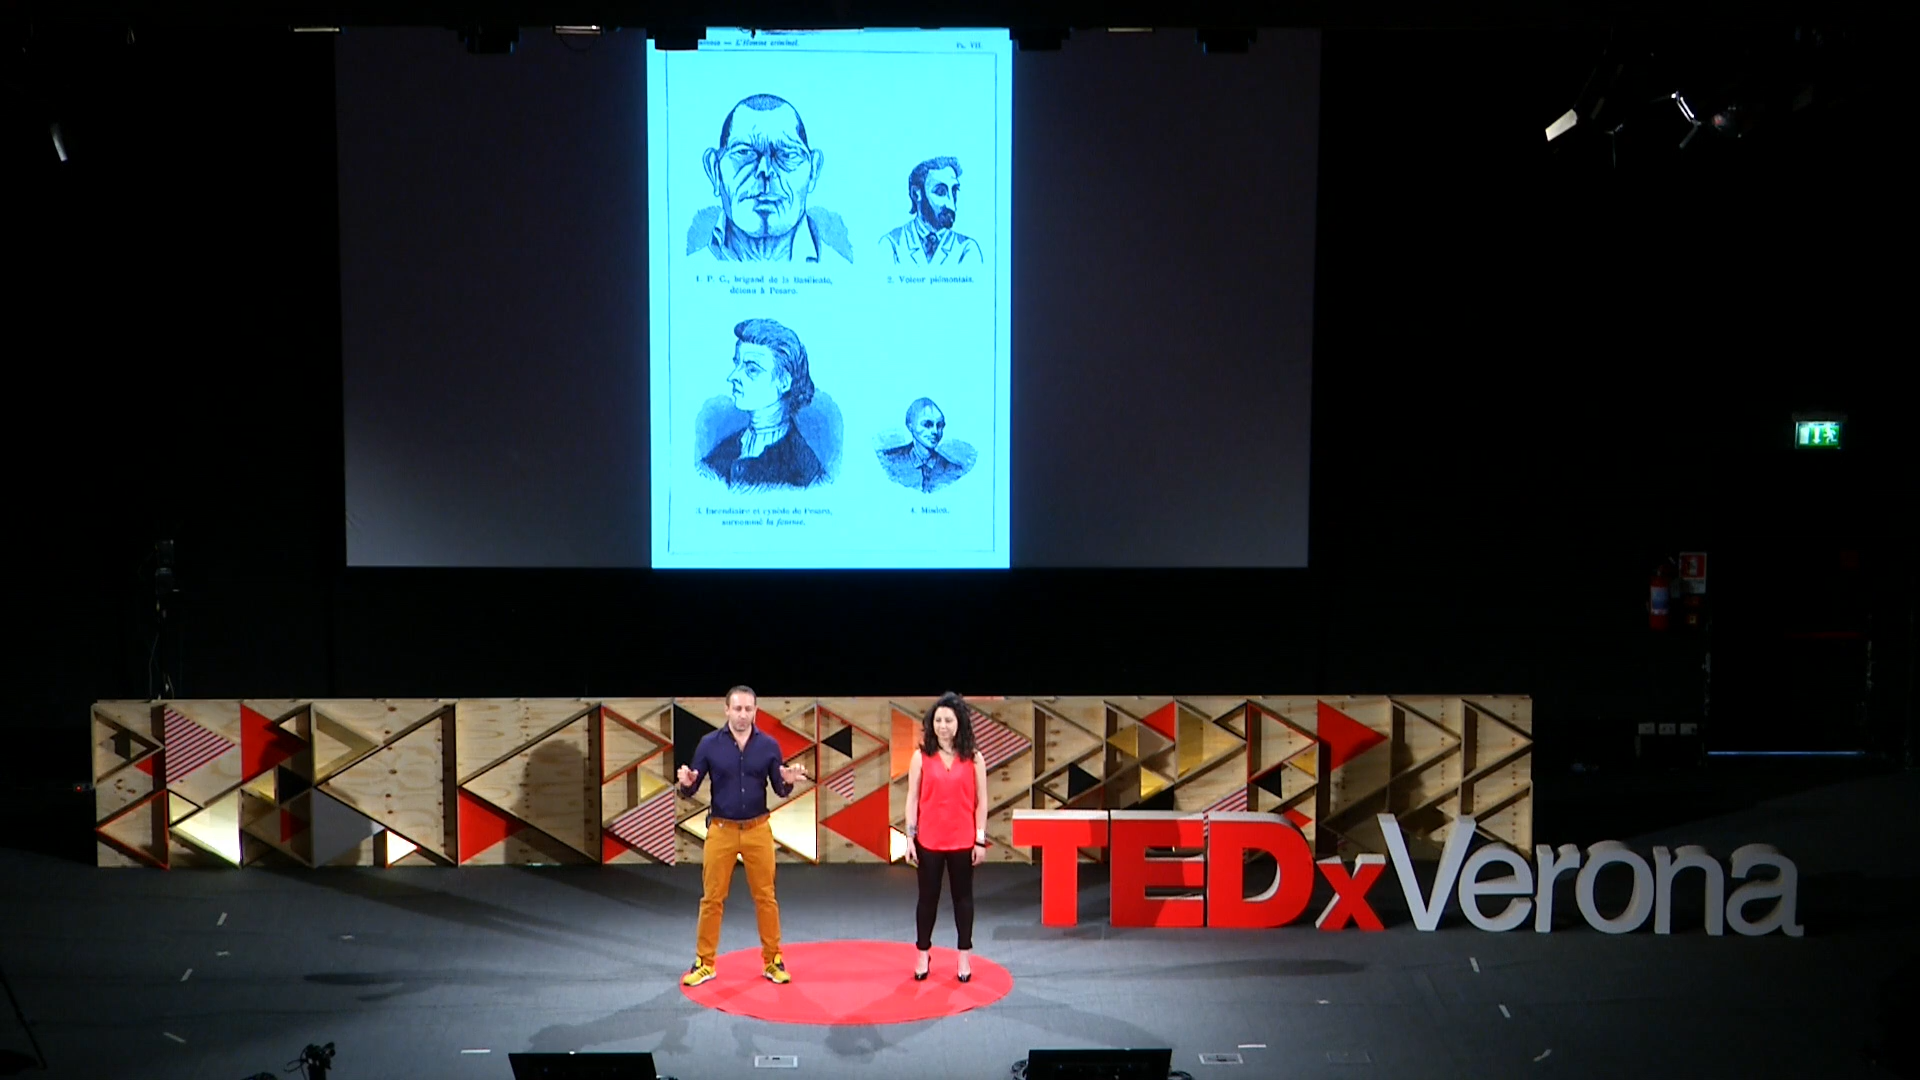 L'Homme criminel.
PL. VII.
1. P. C., brigand de la Basilicate,
détenu à Pesaro.
2. Voleur piémontais.
3. Incendiaire et cynède de Pesaro,
surnommé la femme.
4. Misdea.
TEDxVerona